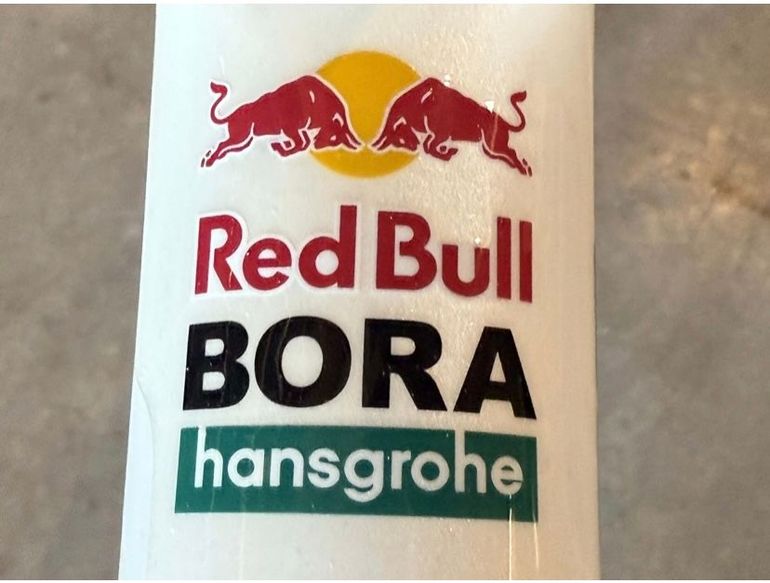 Red Bull
BORA
hansgrohe